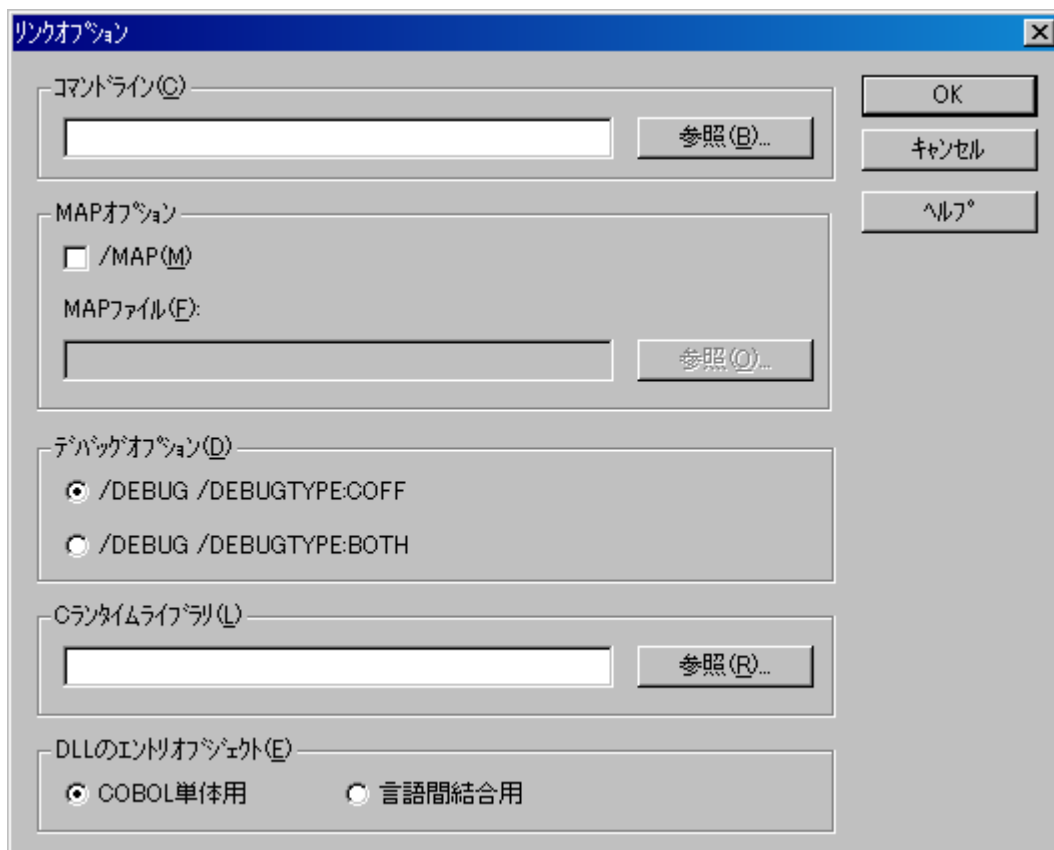 ﾘﾝｸｵﾌﾟｼｮﾝ
ｺﾏﾝﾄﾞﾗｲﾝ(C)
参照(B)...
OK
ｷｬﾝｾﾙ
ﾍﾙﾌﾟ
MAPｵﾌﾟｼｮﾝ
/MAP(M)
MAPﾌｧｲﾙ(F):
参照(O)...
ﾃﾞﾊﾞｯｸﾞｵﾌﾟｼｮﾝ(D)
/DEBUG /DEBUGTYPE:COFF
/DEBUG /DEBUGTYPE:BOTH
Cﾗﾝﾀｲﾑﾗｲﾌﾞﾗﾘ(L)
参照(R)...
DLLのｴﾝﾄﾘｵﾌﾞｼﾞｪｸﾄ(E)
COBOL単体用 言語間結合用